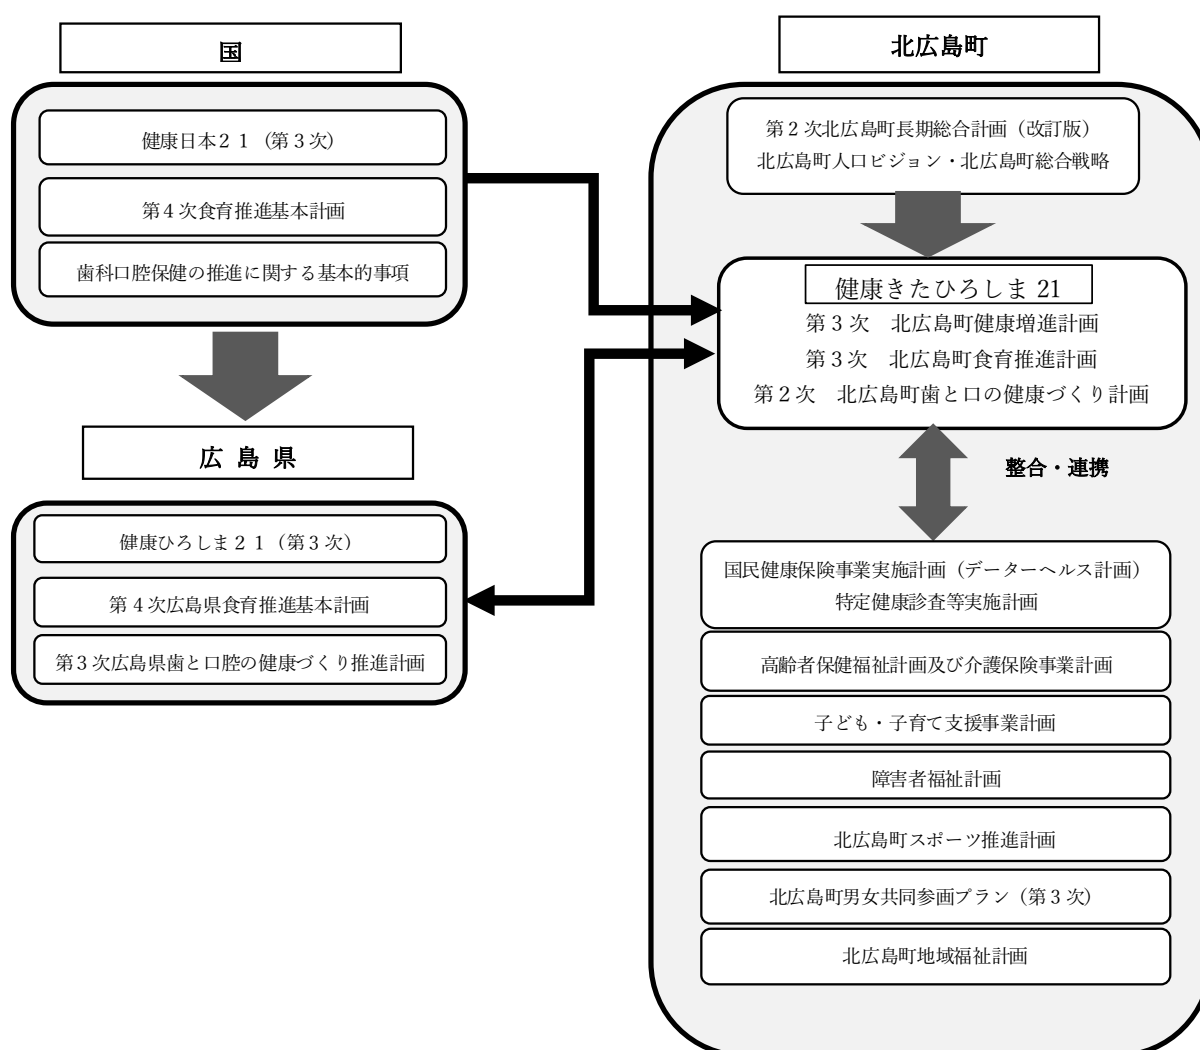 国
健康日本２１（第３次）
第４次食育推進基本計画
歯科口腔保健の推進に関する基本的事項
広 島 県
健康ひろしま２１（第３次）
第４次広島県食育推進基本計画
第３次広島県歯と口腔の健康づくり推進計画
北広島町
第２次北広島町長期総合計画（改訂版）
北広島町人口ビジョン・北広島町総合戦略
健康きたひろしま 21
第３次　北広島町健康増進計画
第３次　北広島町食育推進計画
第２次　北広島町歯と口の健康づくり計画
整合・連携
国民健康保険事業実施計画（データーヘルス計画）
特定健康診査等実施計画
高齢者保健福祉計画及び介護保険事業計画
子ども・子育て支援事業計画
障害者福祉計画
北広島町スポーツ推進計画
北広島町男女共同参画プラン（第３次）
北広島町地域福祉計画